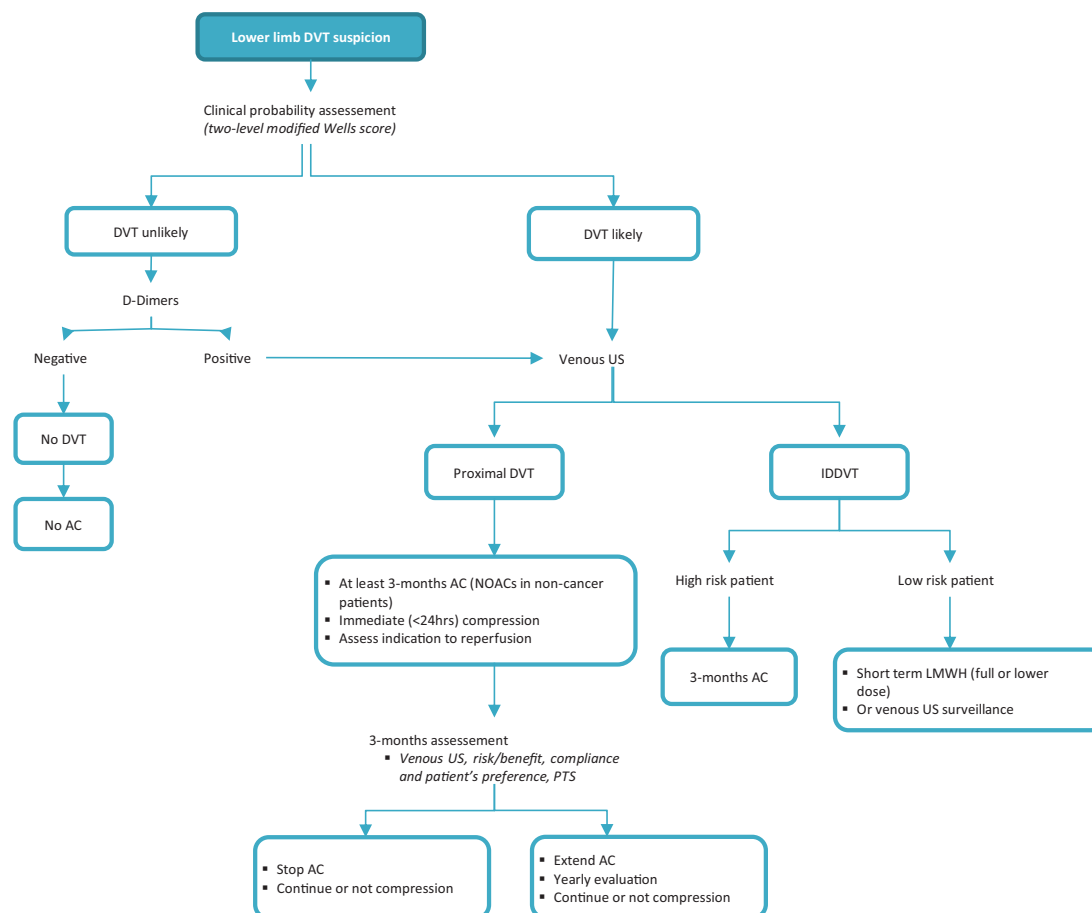 Lower limb DVT suspicion
Clinical probability assessement
(two-level modified Wells score)
DVT unlikely
DVT likely
D-Dimers
Negative
Positive
Venous US
No DVT
Proximal DVT
IDDVT
No AC
▪ At least 3-months AC (NOACs in non-cancer
patients)
▪ Immediate (<24hrs) compression
▪ Assess indication to reperfusion
High risk patient
Low risk patient
3-months AC
▪ Short term LMWH (full or lower
dose)
▪ Or venous US surveillance
3-months assessment
▪ Venous US, risk/benefit, compliance
and patient's preference, PTS
▪ Stop AC
▪ Continue or not compression
▪ Extend AC
▪ Yearly evaluation
▪ Continue or not compression